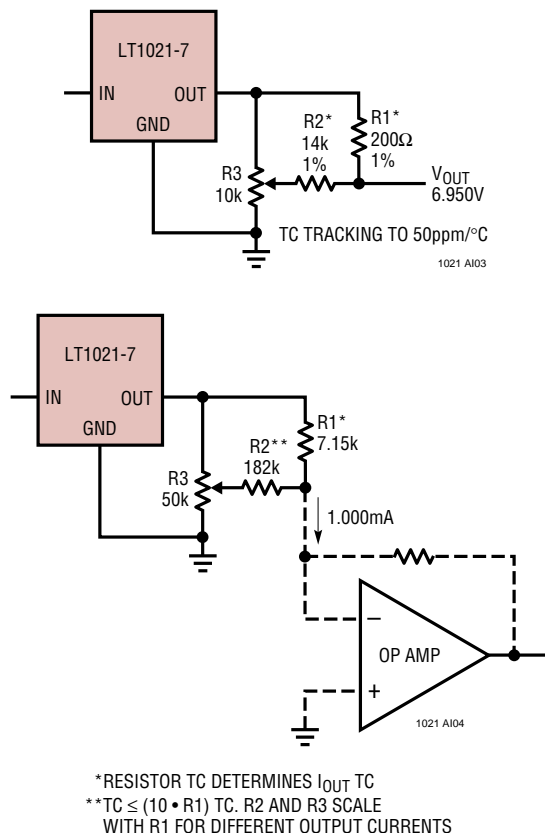 LT1021-7
IN
OUT
GND
R2*
14k
1%
R1*
200Ω
1%
R3
10k
VOUT
6.950V
TC TRACKING TO 50ppm/°C
1021 AI03
LT1021-7
IN
OUT
GND
R1*
7.15k
R2**
182k
R3
50k
1.000mA
–
OP AMP
+
1021 AI04
*RESISTOR TC DETERMINES IOUT TC
**TC ≤ (10 • R1) TC. R2 AND R3 SCALE
WITH R1 FOR DIFFERENT OUTPUT CURRENTS